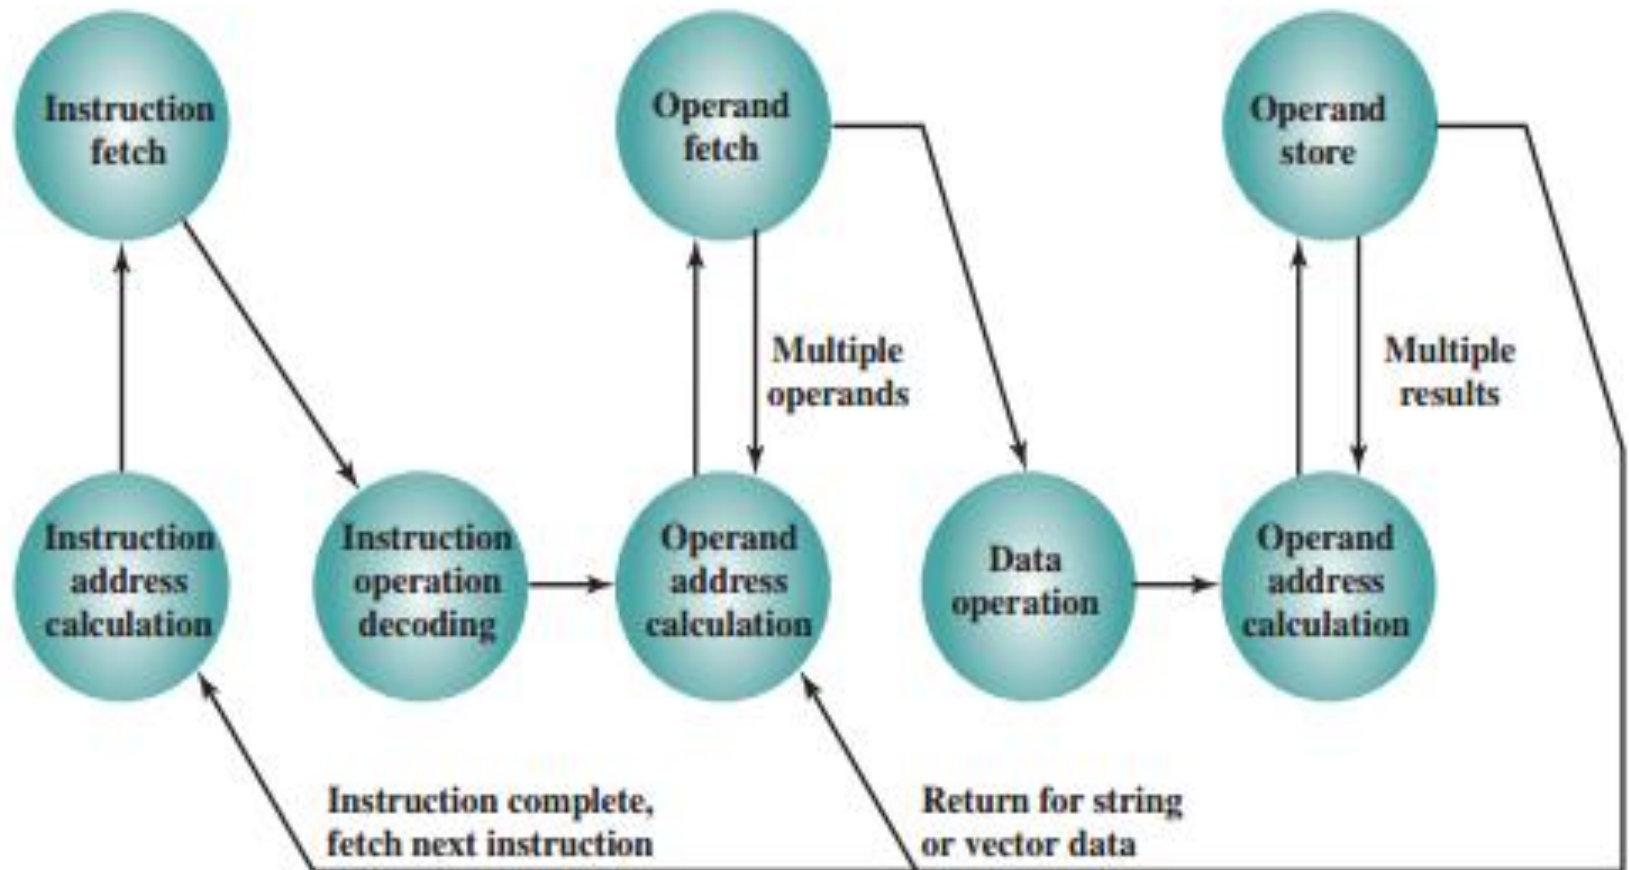 Instruction
fetch
Operand
fetch
Operand
store
Multiple
operands
Multiple
results
Instruction
address
calculation
Instruction
operation
decoding
Operand
address
calculation
Data
operation
Operand
address
calculation
Instruction complete,
fetch next instruction
Return for string
or vector data